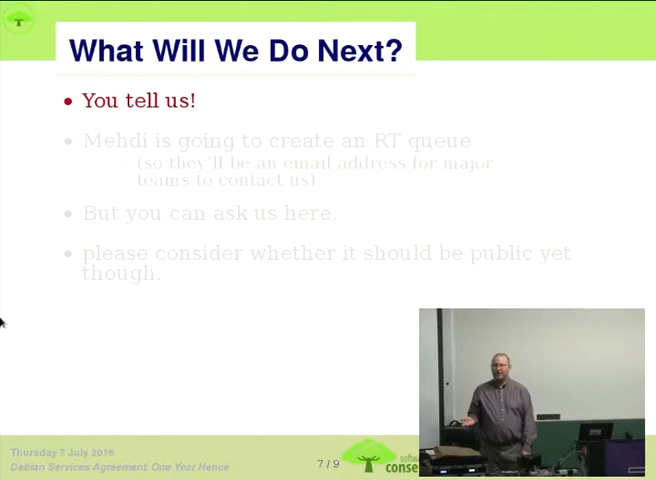 What Will We Do Next?
• You tell us!
• Mehdi is going to create an RT queue
○ (so they'll be an email address for major
teams to contact us)
• But you can ask us here.
• please consider whether it should be public yet
though.
Thursday 7 July 2016
Debian Services Agreement: One Year Hence
7 / 9
softw
conse